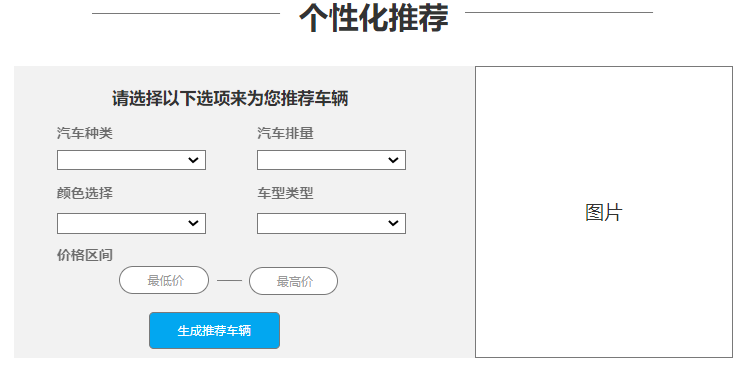 个性化推荐
请选择以下选项来为您推荐车辆
汽车种类 汽车排量
颜色选择 车型类型
价格区间
最低价 最高价
生成推荐车辆
图片